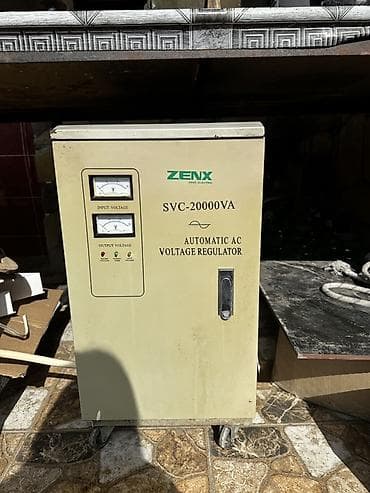 ZENX
SVC-20000VA
INPUT VOLTAGE
AUTOMATIC AC
VOLTAGE REGULATOR
OUTPUT VOLTAGE